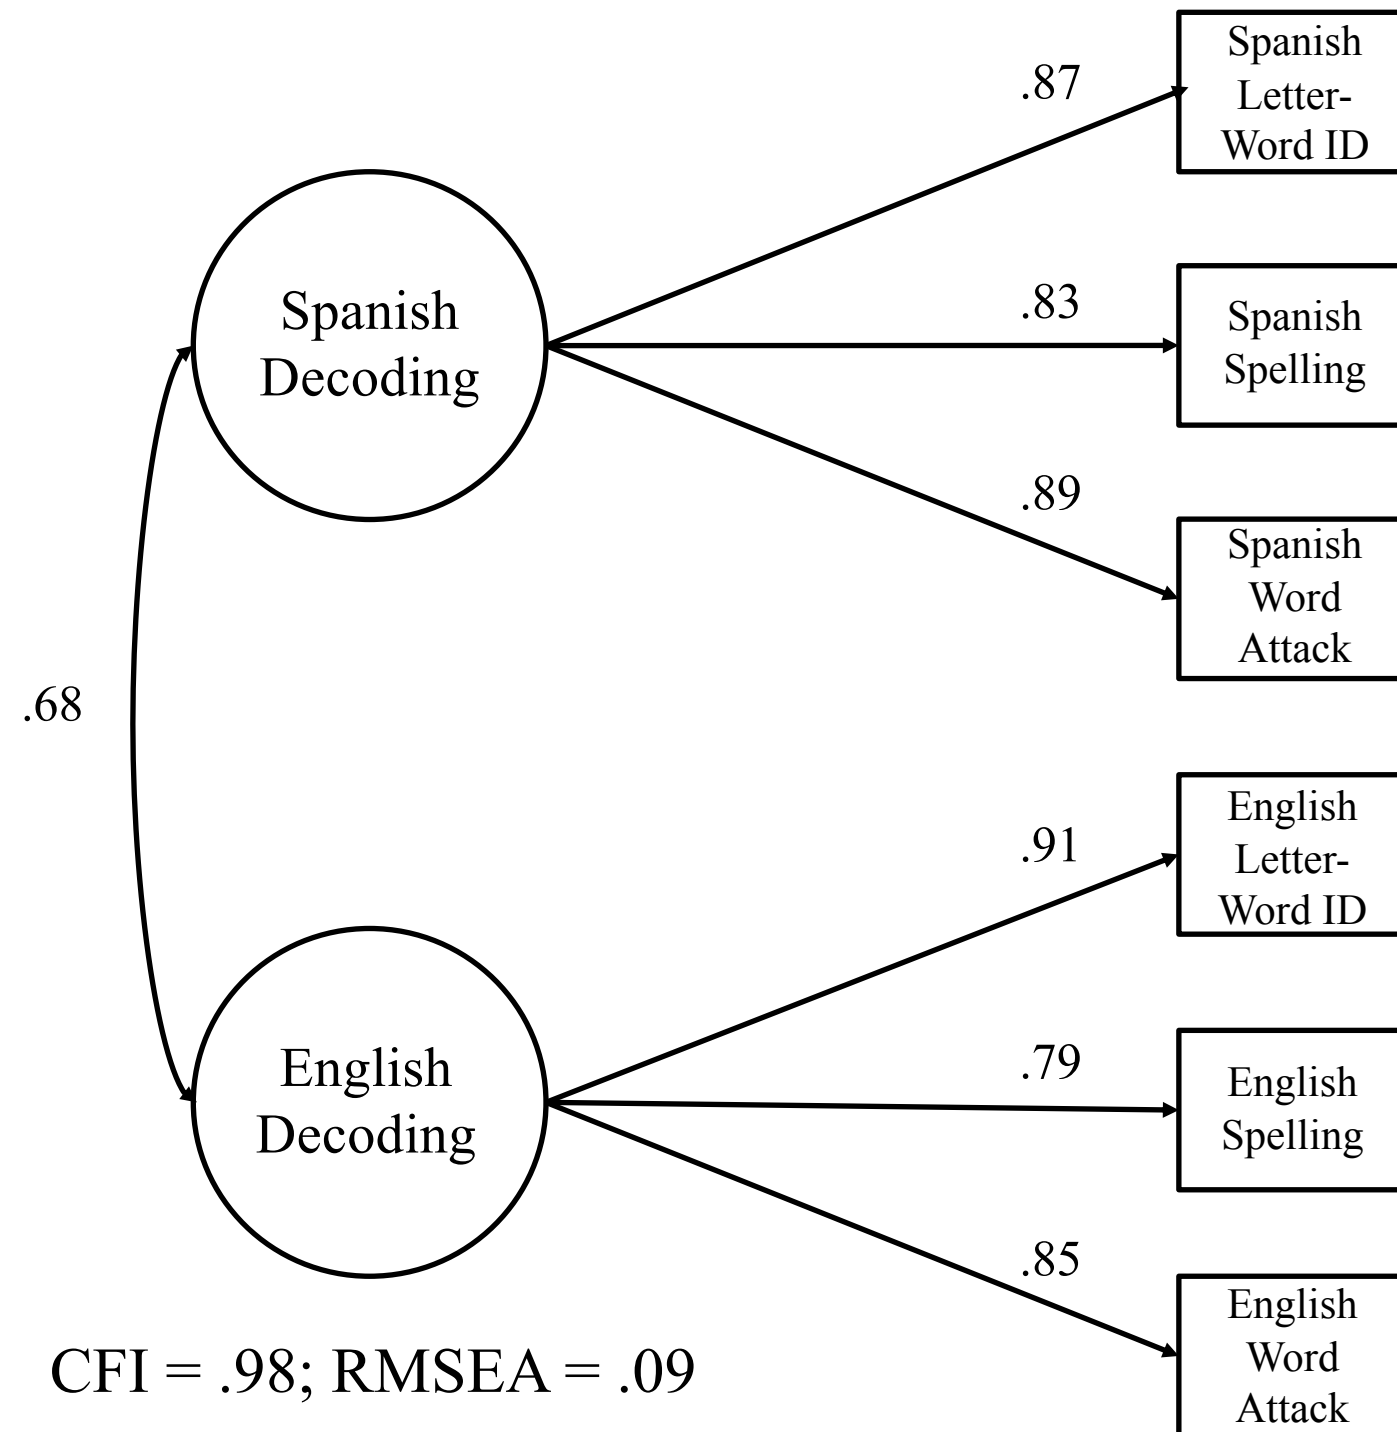 Spanish
Letter-
Word ID
.87
Spanish
Decoding
.83
Spanish
Spelling
.89
Spanish
Word
Attack
.68
English
Letter-
Word ID
.91
English
Decoding
.79
English
Spelling
.85
English
Word
Attack
CFI = .98; RMSEA = .09